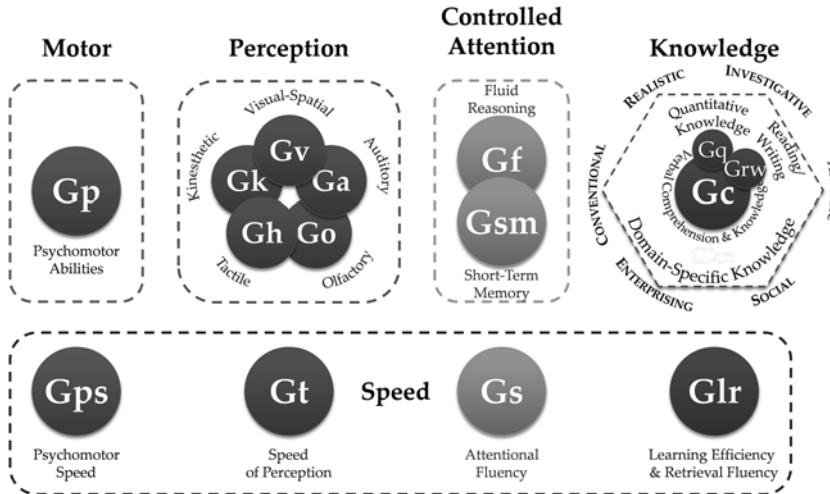 Motor
Perception
Controlled
Attention
Knowledge
Gp
Psychomotor
Abilities
Visual-Spatial
Kinesthetic
Auditory
Tactile
Olfactory
Gv
Gk
Ga
Gh
Go
Fluid
Reasoning
Gf
Gsm
Short-Term
Memory
REALISTIC
INVESTIGATIVE
CONVENTIONAL
ENTERPRISING
SOCIAL
Quantitative
Knowledge
Reading/
Writing
Gq
Grw
Gc
Verbal
Comprehension & Knowledge
Domain-Specific Knowledge
Speed
Gps
Psychomotor
Speed
Gt
Speed
of Perception
Gs
Attentional
Fluency
Glr
Learning Efficiency
& Retrieval Fluency